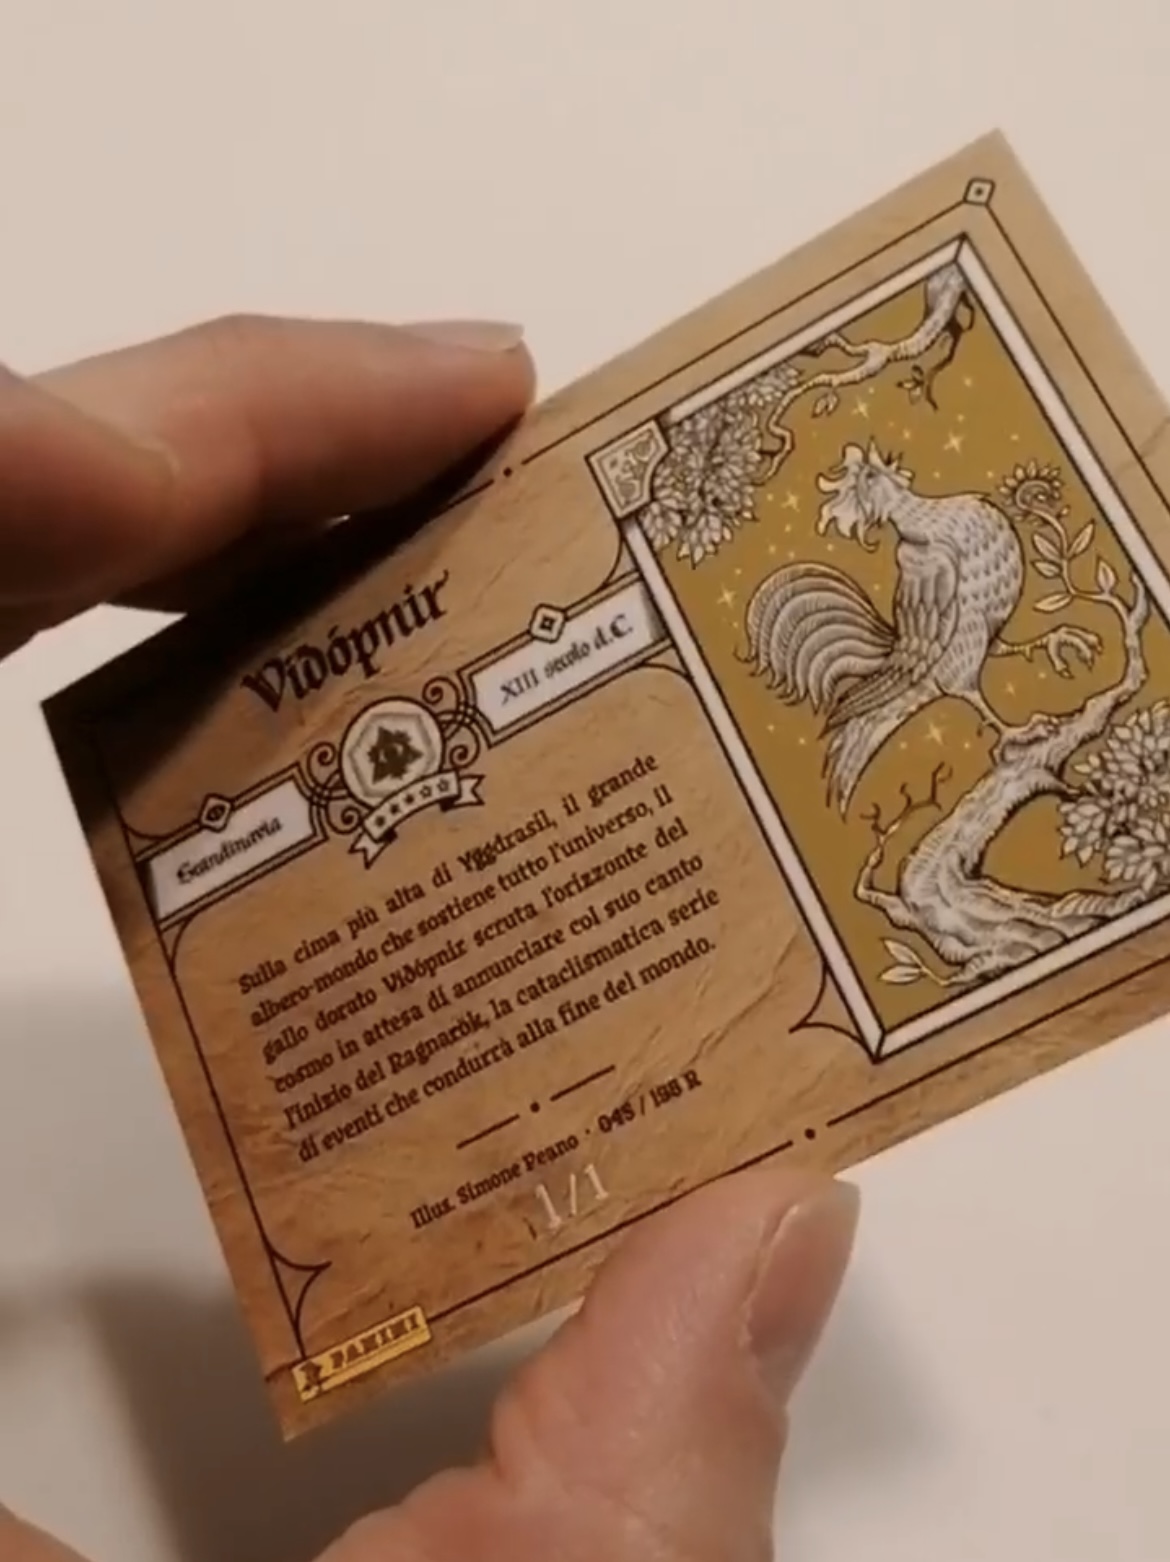 Viðópnir
Scandinavia
XIII secolo d.C.
Sulla cima più alta di Yggdrasil, il grande
albero-mondo che sostiene tutto l'universo, il
gallo dorato Viðópnir scruta l'orizzonte del
cosmo in attesa di annunciare col suo canto
l'inizio del Ragnarök, la cataclismatica serie
di eventi che condurrà alla fine del mondo.
Illus. Simone Peano · 045 / 198 R
1/1
PANINI